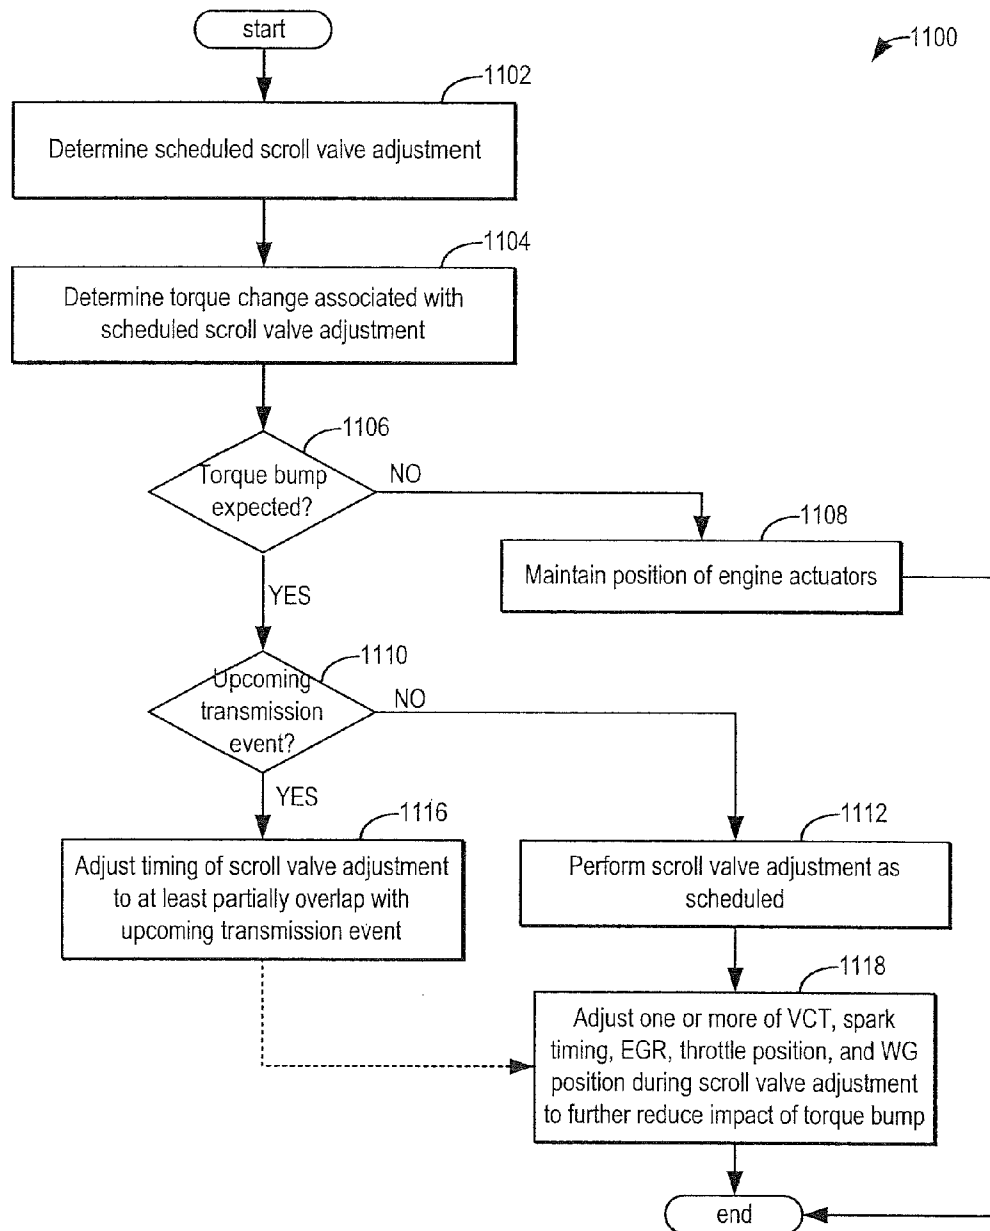 start
1100
1102
Determine scheduled scroll valve adjustment
1104
Determine torque change associated with
scheduled scroll valve adjustment
1106
Torque bump
expected?
NO
1108
Maintain position of engine actuators
YES
1110
Upcoming
transmission
event?
NO
YES
1116
Adjust timing of scroll valve adjustment
to at least partially overlap with
upcoming transmission event
1112
Perform scroll valve adjustment as
scheduled
1118
Adjust one or more of VCT, spark
timing, EGR, throttle position, and WG
position during scroll valve adjustment
to further reduce impact of torque bump
end